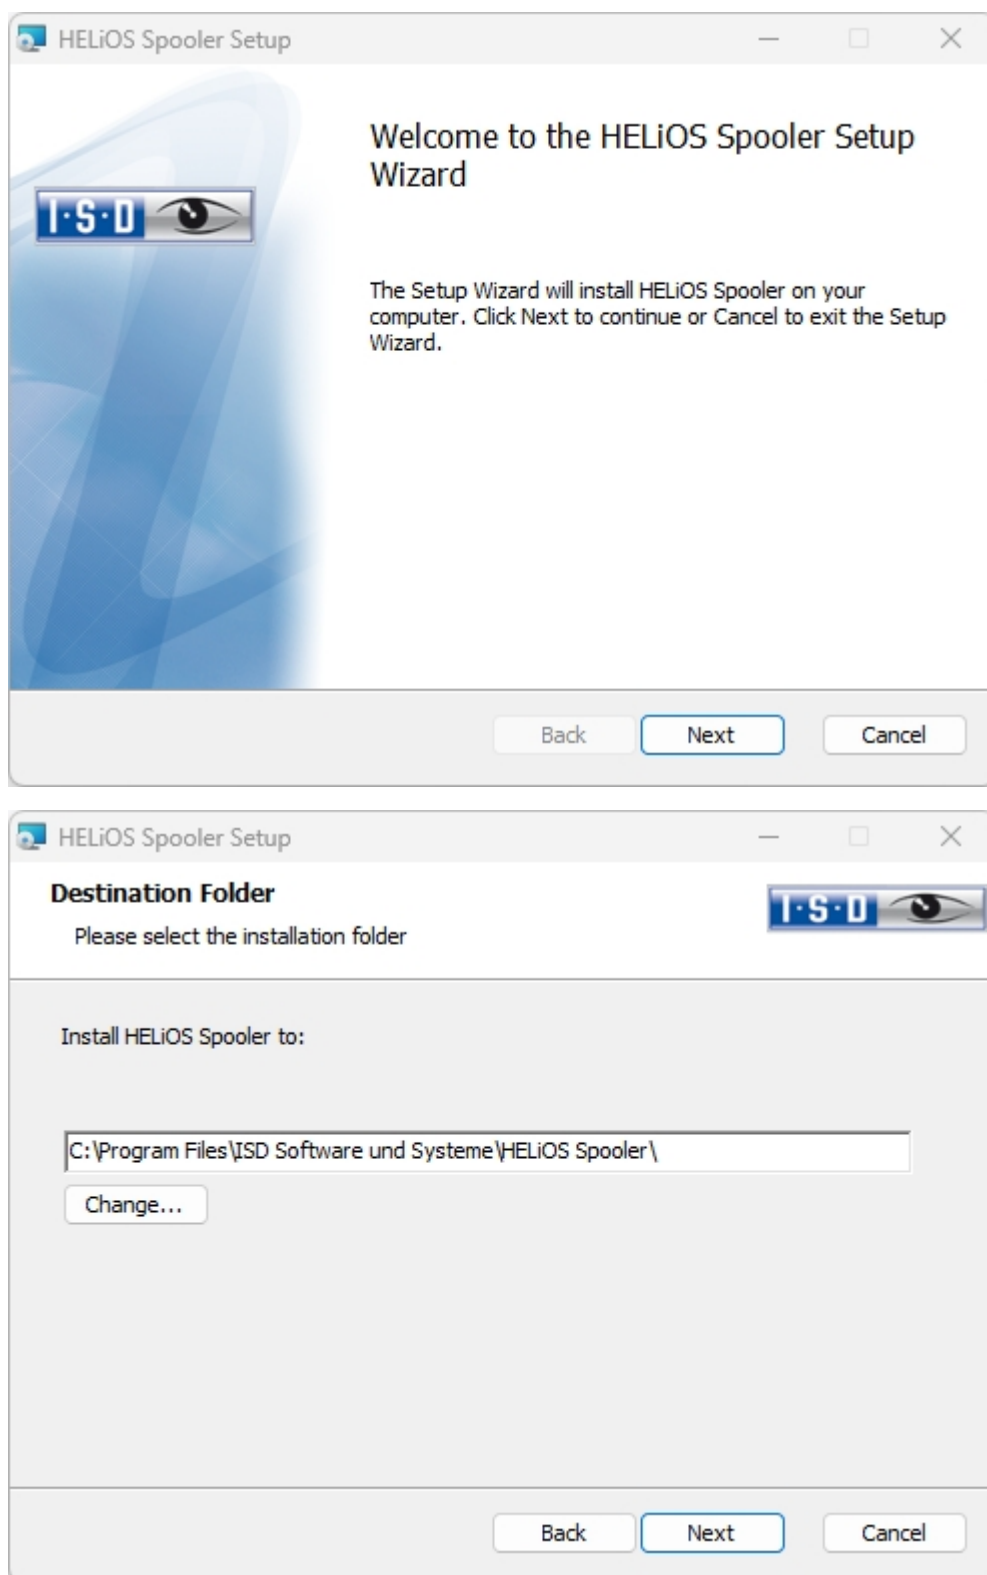 HELiOS Spooler Setup
Welcome to the HELiOS Spooler Setup
Wizard
I·S·D
The Setup Wizard will install HELiOS Spooler on your
computer. Click Next to continue or Cancel to exit the Setup
Wizard.
Back Next Cancel
HELiOS Spooler Setup
Destination Folder
I·S·D
Please select the installation folder
Install HELiOS Spooler to:
C:\Program Files\ISD Software und Systeme\HELiOS Spooler\
Change...
Back Next Cancel